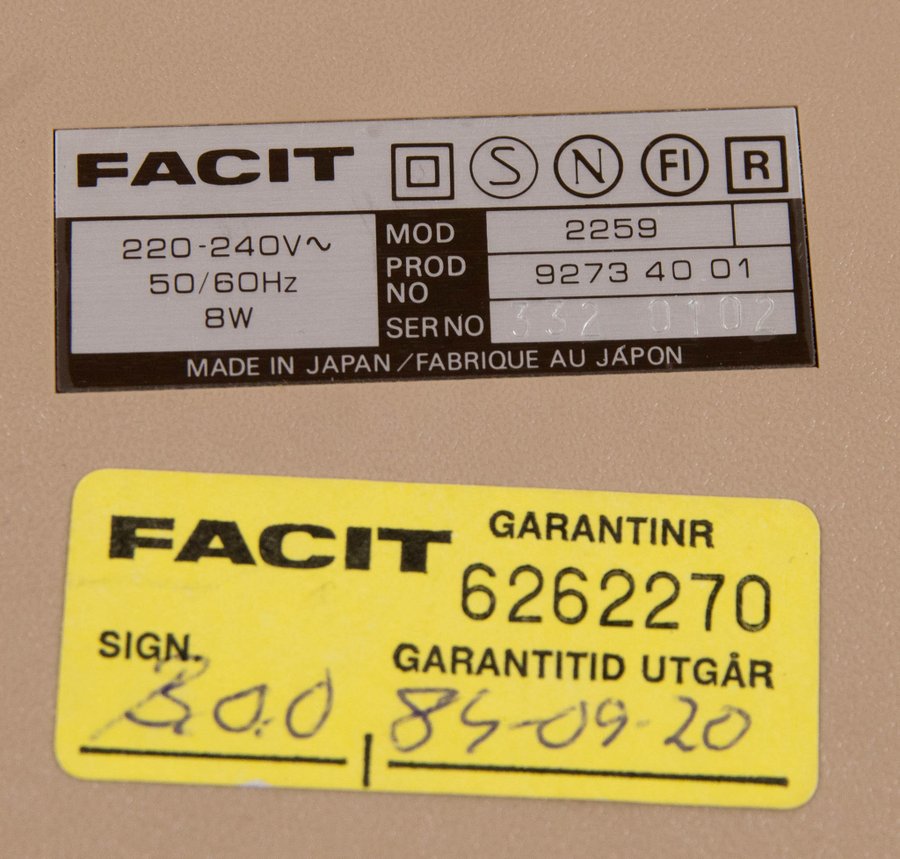 FACIT S N FI R
220-240V~
50/60Hz
8W
MOD 2259
PROD NO 9273 40 01
SER NO 332 0102
MADE IN JAPAN/FABRIQUE AU JAPON
FACIT
GARANTINR
6262270
SIGN.
B.O.O
GARANTITID UTGÅR
84-09-20